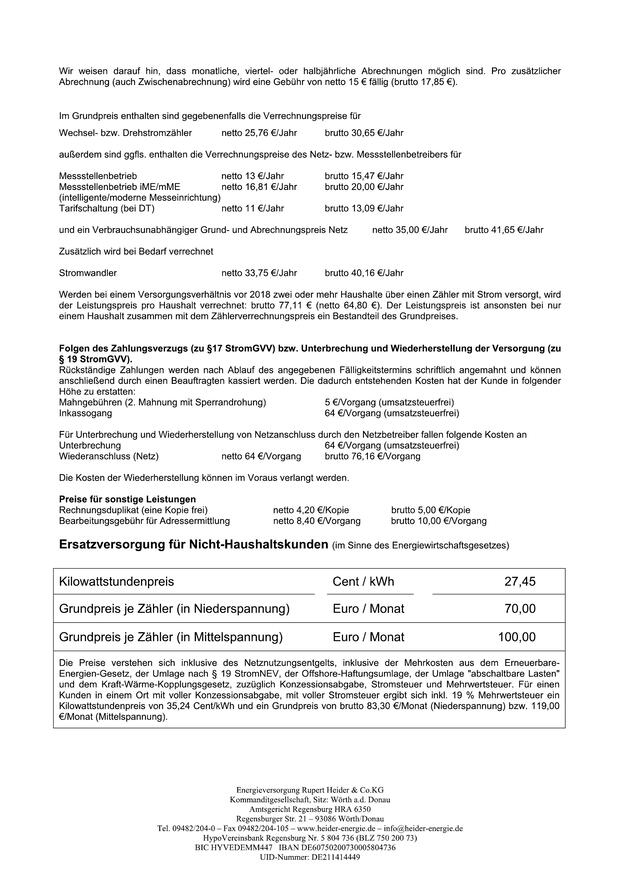 Wir weisen darauf hin, dass monatliche, viertel- oder halbjährliche Abrechnungen möglich sind. Pro zusätzlicher
Abrechnung (auch Zwischenabrechnung) wird eine Gebühr von netto 15 € fällig (brutto 17,85 €).
Im Grundpreis enthalten sind gegebenenfalls die Verrechnungspreise für
Wechsel- bzw. Drehstromzähler netto 25,76 €/Jahr brutto 30,65 €/Jahr
außerdem sind ggfls. enthalten die Verrechnungspreise des Netz- bzw. Messstellenbetreibers für
Messstellenbetrieb netto 13 €/Jahr brutto 15,47 €/Jahr
Messstellenbetrieb iME/mME netto 16,81 €/Jahr brutto 20,00 €/Jahr
(intelligente/moderne Messeinrichtung)
Tarifschaltung (bei DT) netto 11 €/Jahr brutto 13,09 €/Jahr
und ein Verbrauchsunabhängiger Grund- und Abrechnungspreis Netz netto 35,00 €/Jahr brutto 41,65 €/Jahr
Zusätzlich wird bei Bedarf verrechnet
Stromwandler netto 33,75 €/Jahr brutto 40,16 €/Jahr
Werden bei einem Versorgungsverhältnis vor 2018 zwei oder mehr Haushalte über einen Zähler mit Strom versorgt, wird
der Leistungspreis pro Haushalt verrechnet: brutto 77,11 € (netto 64,80 €). Der Leistungspreis ist ansonsten bei nur
einem Haushalt zusammen mit dem Zählerverrechnungspreis ein Bestandteil des Grundpreises.
Folgen des Zahlungsverzugs (zu §17 StromGVV) bzw. Unterbrechung und Wiederherstellung der Versorgung (zu
§ 19 StromGVV).
Rückständige Zahlungen werden nach Ablauf des angegebenen Fälligkeitstermins schriftlich angemahnt und können
anschließend durch einen Beauftragten kassiert werden. Die dadurch entstehenden Kosten hat der Kunde in folgender
Höhe zu erstatten:
Mahngebühren (2. Mahnung mit Sperrandrohung) 5 €/Vorgang (umsatzsteuerfrei)
Inkassogang 64 €/Vorgang (umsatzsteuerfrei)
Für Unterbrechung und Wiederherstellung von Netzanschluss durch den Netzbetreiber fallen folgende Kosten an
Unterbrechung 64 €/Vorgang (umsatzsteuerfrei)
Wiederanschluss (Netz) netto 64 €/Vorgang brutto 76,16 €/Vorgang
Die Kosten der Wiederherstellung können im Voraus verlangt werden.
Preise für sonstige Leistungen
Rechnungsduplikat (eine Kopie frei) netto 4,20 €/Kopie brutto 5,00 €/Kopie
Bearbeitungsgebühr für Adressermittlung netto 8,40 €/Vorgang brutto 10,00 €/Vorgang
Ersatzversorgung für Nicht-Haushaltskunden (im Sinne des Energiewirtschaftsgesetzes)
Kilowattstundenpreis Cent / kWh 27,45
Grundpreis je Zähler (in Niederspannung) Euro / Monat 70,00
Grundpreis je Zähler (in Mittelspannung) Euro / Monat 100,00
Die Preise verstehen sich inklusive des Netznutzungsentgelts, inklusive der Mehrkosten aus dem Erneuerbare-
Energien-Gesetz, der Umlage nach § 19 StromNEV, der Offshore-Haftungsumlage, der Umlage "abschaltbare Lasten"
und dem Kraft-Wärme-Kopplungsgesetz, zuzüglich Konzessionsabgabe, Stromsteuer und Mehrwertsteuer. Für einen
Kunden in einem Ort mit voller Konzessionsabgabe, mit voller Stromsteuer ergibt sich inkl. 19 % Mehrwertsteuer ein
Kilowattstundenpreis von 35,24 Cent/kWh und ein Grundpreis von brutto 83,30 €/Monat (Niederspannung) bzw. 119,00
€/Monat (Mittelspannung).
Energieversorgung Rupert Heider & Co.KG
Kommanditgesellschaft, Sitz: Wörth a.d. Donau
Amtsgericht Regensburg HRA 6350
Regensburger Str. 21 – 93086 Wörth/Donau
Tel. 09482/204-0 – Fax 09482/204-105 – www.heider-energie.de – info@heider-energie.de
HypoVereinsbank Regensburg Nr. 5 804 736 (BLZ 750 200 73)
BIC HYVEDEMM447 IBAN DE60750200730005804736
UID-Nummer: DE211414449